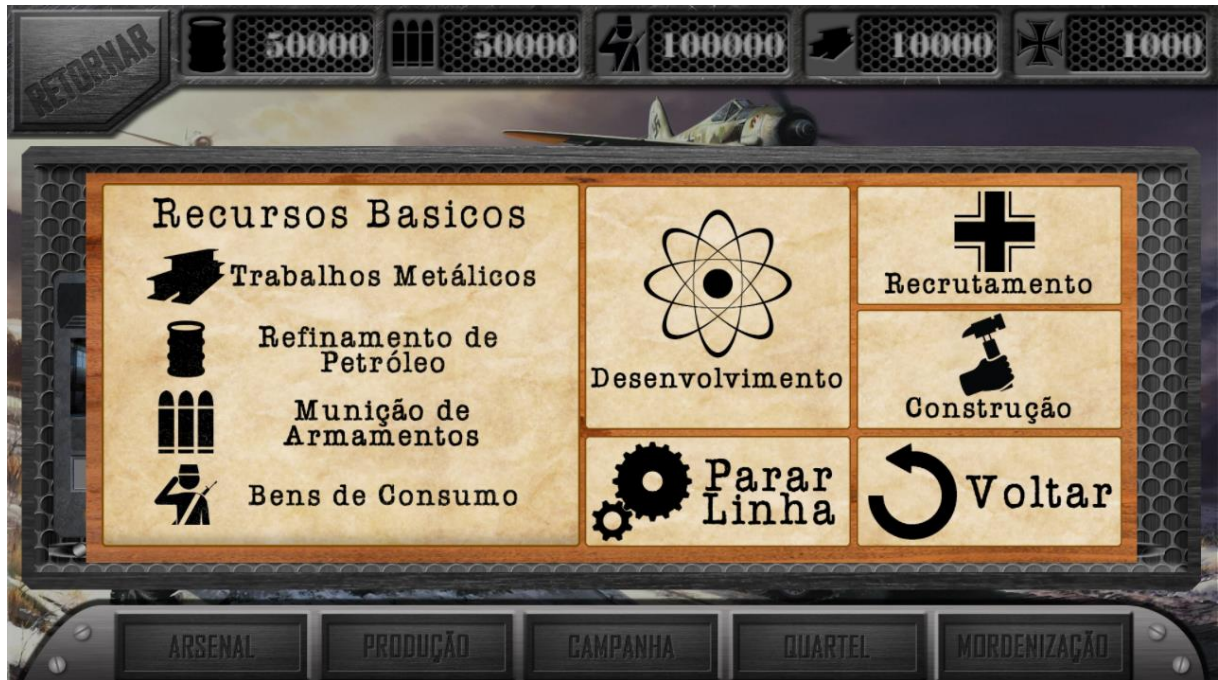 RETORNAR
50000
50000
100000
10000
1000
Recursos Basicos
Trabalhos Metálicos
Refinamento de
Petróleo
Munição de
Armamentos
Bens de Consumo
Desenvolvimento
Recrutamento
Construção
Parar
Linha
Voltar
ARSENAL
PRODUÇÃO
CAMPANHA
QUARTEL
MORDENIZAÇÃO